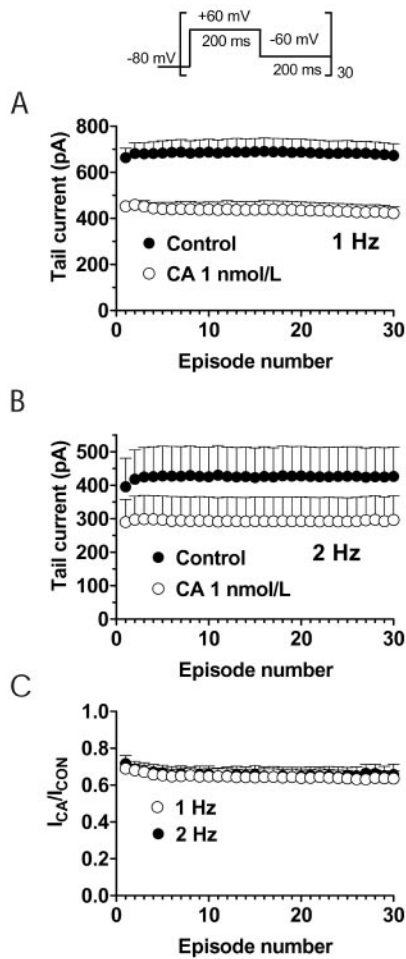 +60 mV
-80 mV
200 ms
-60 mV
200 ms
30
A
800
600
400
200
0
Tail current (pA)
Control
1 Hz
CA 1 nmol/L
0 10 20 30
Episode number
B
500
400
300
200
100
0
Tail current (pA)
Control
2 Hz
CA 1 nmol/L
0 10 20 30
Episode number
C
1.0
0.8
0.6
0.4
0.2
0.0
I_CA/I_CON
1 Hz
2 Hz
0 10 20 30
Episode number